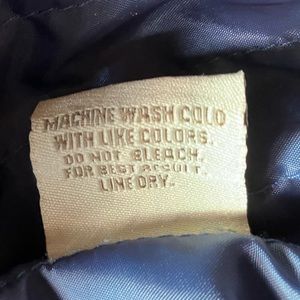 MACHINE WASH COLD
WITH LIKE COLORS.
DO NOT BLEACH.
FOR BEST RESULT.
LINE DRY.